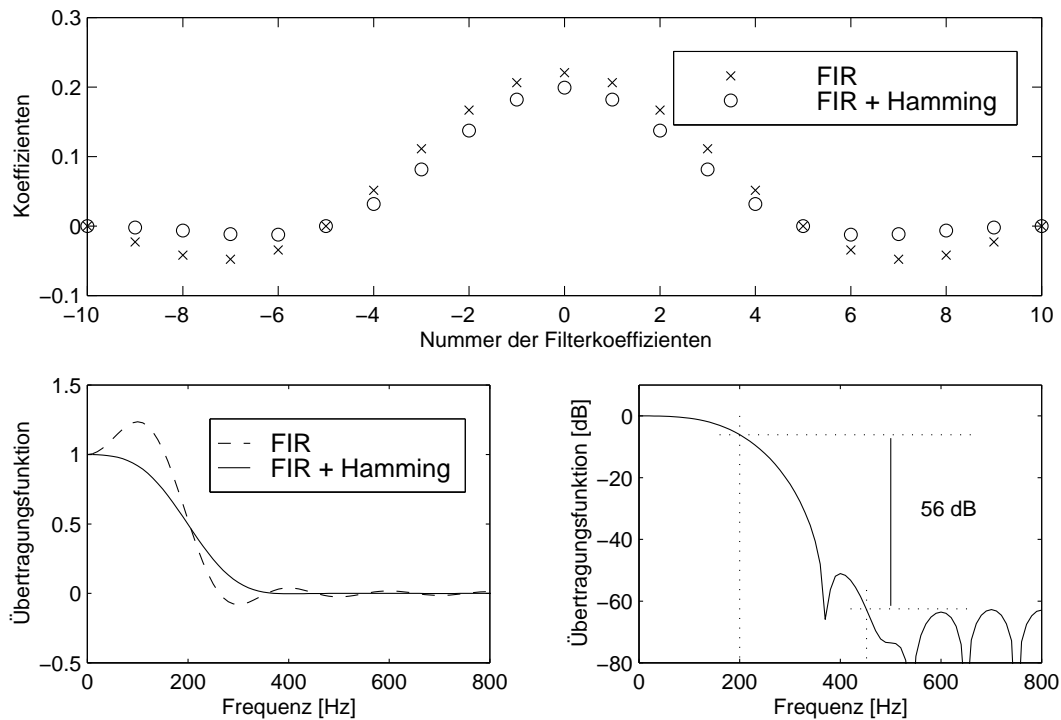 0.3
0.2
0.1
0
−0.1
Koeffizienten
FIR
FIR + Hamming
−10 −8 −6 −4 −2 0 2 4 6 8 10
Nummer der Filterkoeffizienten
1.5
1
0.5
0
−0.5
Übertragungsfunktion
FIR
FIR + Hamming
0 200 400 600 800
Frequenz [Hz]
0
−20
−40
−60
−80
Übertragungsfunktion [dB]
56 dB
0 200 400 600 800
Frequenz [Hz]